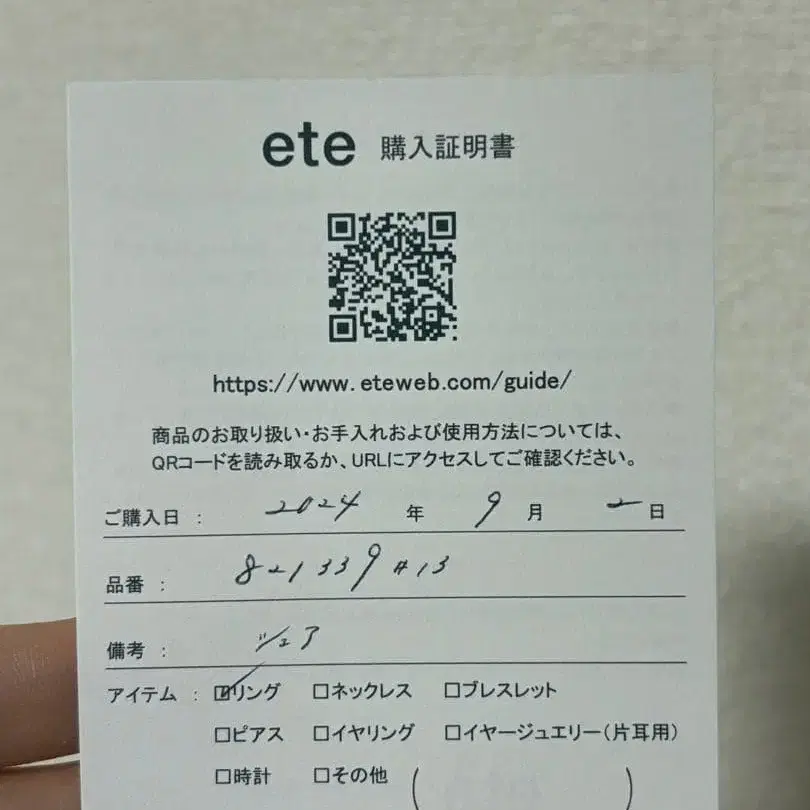 ete 購入証明書
https://www.eteweb.com/guide/
商品のお取り扱い・お手入れおよび使用方法については、
QRコードを読み取るか、URLにアクセスしてご確認ください。
ご購入日 : 2024 年 9 月 2 日
品番 : 821339 #13
備考 :
アイテム : ☑リング □ネックレス □ブレスレット
□ピアス □イヤリング □イヤージュエリー(片耳用)
□時計 □その他 ( )